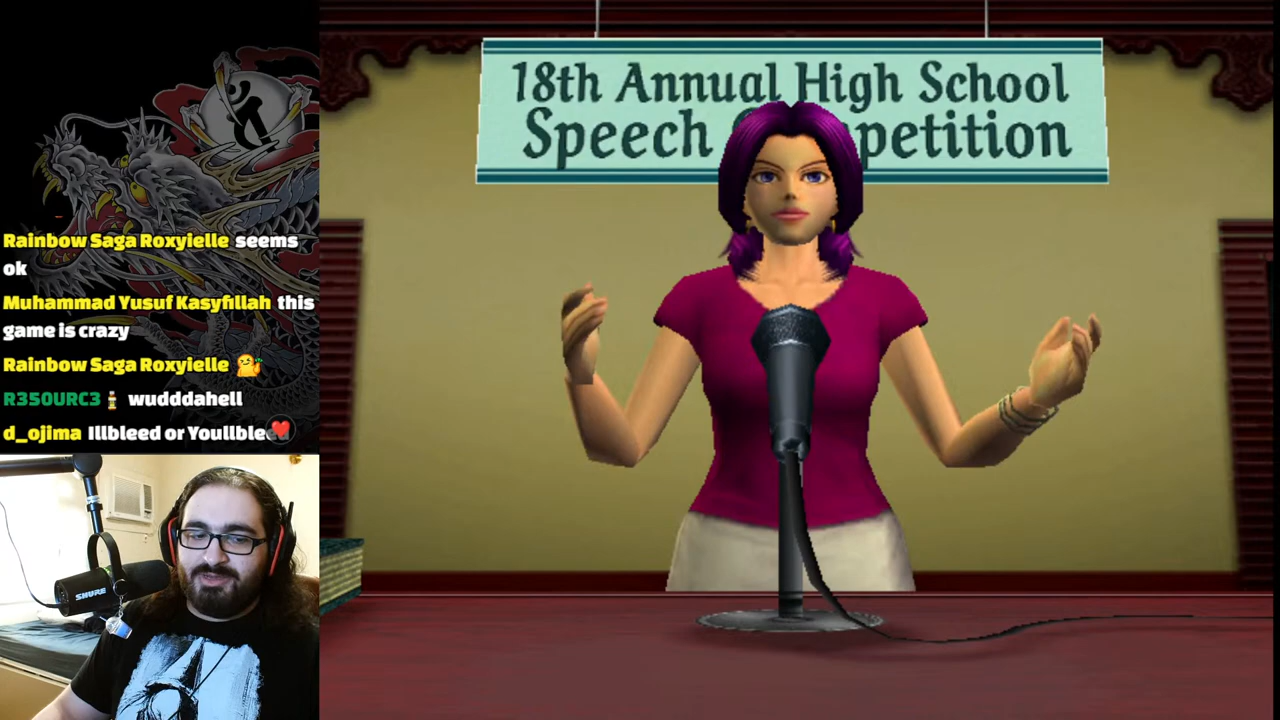 18th Annual High School
Speech petition
Rainbow Saga Roxyielle seems
ok
Muhammad Yusuf Kasyfillah this
game is crazy
Rainbow Saga Roxyielle
R350URC3 wudddahell
d_ojima Illbleed or Youllblee
SHURE